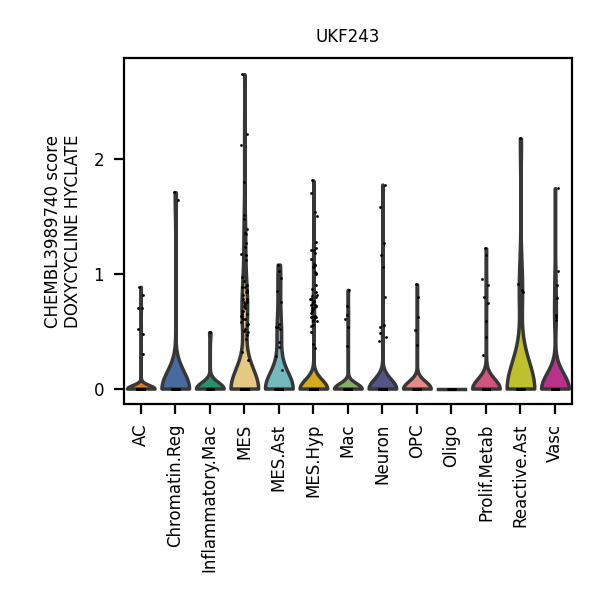 UKF243
CHEMBL3989740 score
DOXYCYCLINE HYCLATE
2
1
0
AC
Chromatin.Reg
Inflammatory.Mac
MES
MES.Ast
MES.Hyp
Mac
Neuron
OPC
Oligo
Prolif.Metab
Reactive.Ast
Vasc